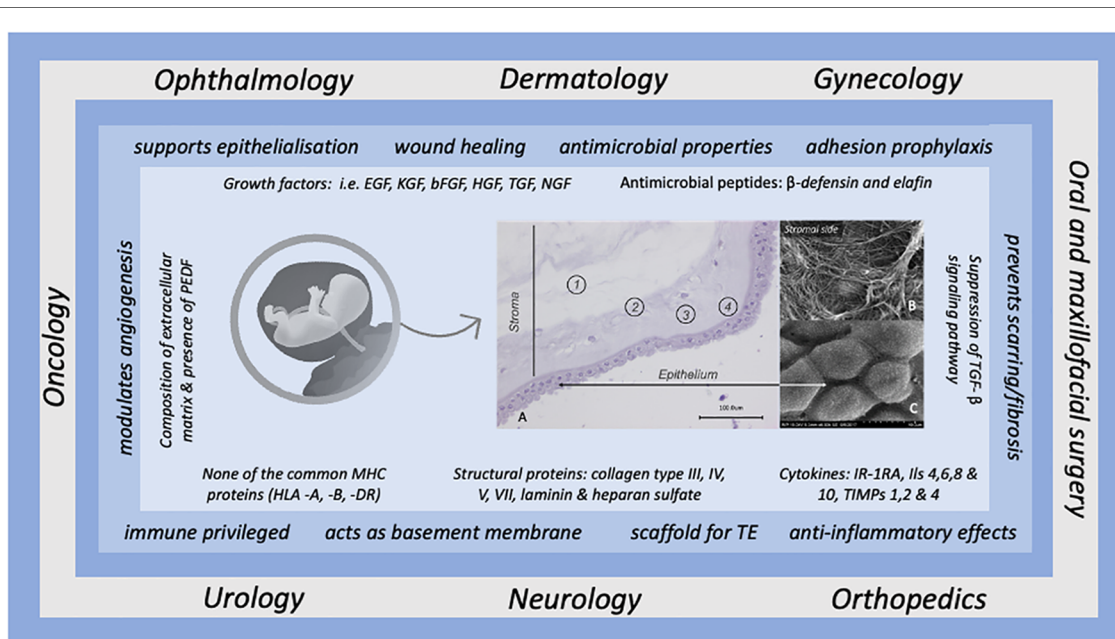 Ophthalmology
Dermatology
Gynecology
supports epithelialisation
wound healing
antimicrobial properties
adhesion prophylaxis
Growth factors: i.e. EGF, KGF, bFGF, HGF, TGF, NGF
Antimicrobial peptides: β-defensin and elafin
Oncology
modulates angiogenesis
Composition of extracellular
matrix & presence of PEDF
Stroma
1
2
3
4
Epithelium
100.0um
A
Stromal side
B
C
Suppression of TGF- β
signaling pathway
prevents scarring/fibrosis
Oral and maxillofacial surgery
None of the common MHC
proteins (HLA -A, -B, -DR)
Structural proteins: collagen type III, IV,
V, VII, laminin & heparan sulfate
Cytokines: IR-1RA, Ils 4,6,8 &
10, TIMPs 1,2 & 4
immune privileged
acts as basement membrane
scaffold for TE
anti-inflammatory effects
Urology
Neurology
Orthopedics